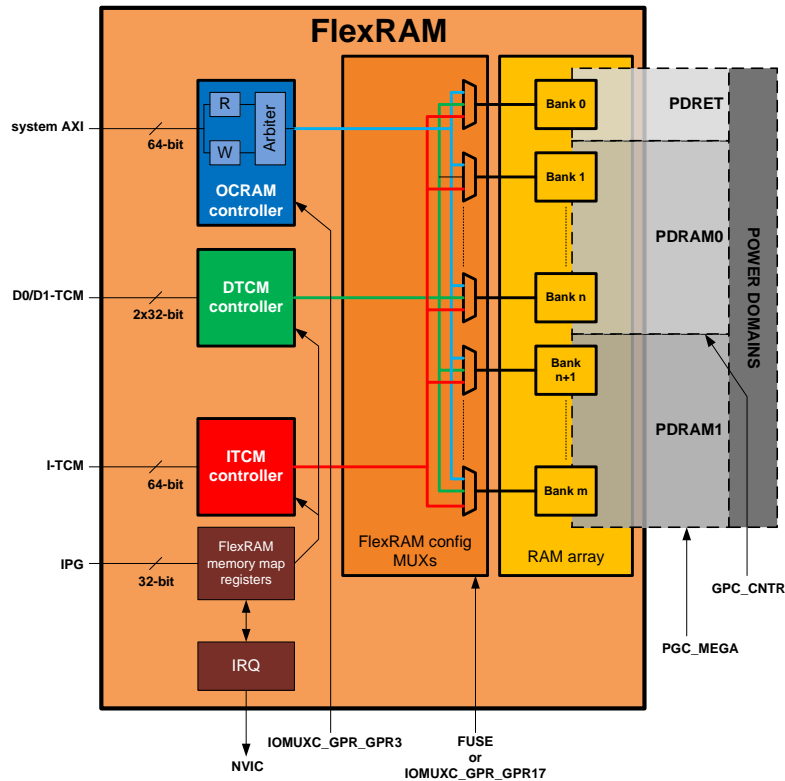 FlexRAM
system AXI
64-bit
R
W
Arbiter
OCRAM
controller
D0/D1-TCM
2x32-bit
DTCM
controller
I-TCM
64-bit
ITCM
controller
IPG
32-bit
FlexRAM
memory map
registers
IRQ
NVIC
IOMUXC_GPR_GPR3
FlexRAM config
MUXs
FUSE
or
IOMUXC_GPR_GPR17
Bank 0
Bank 1
Bank n
Bank
n+1
Bank m
RAM array
PDRET
PDRAM0
PDRAM1
POWER DOMAINS
GPC_CNTR
PGC_MEGA